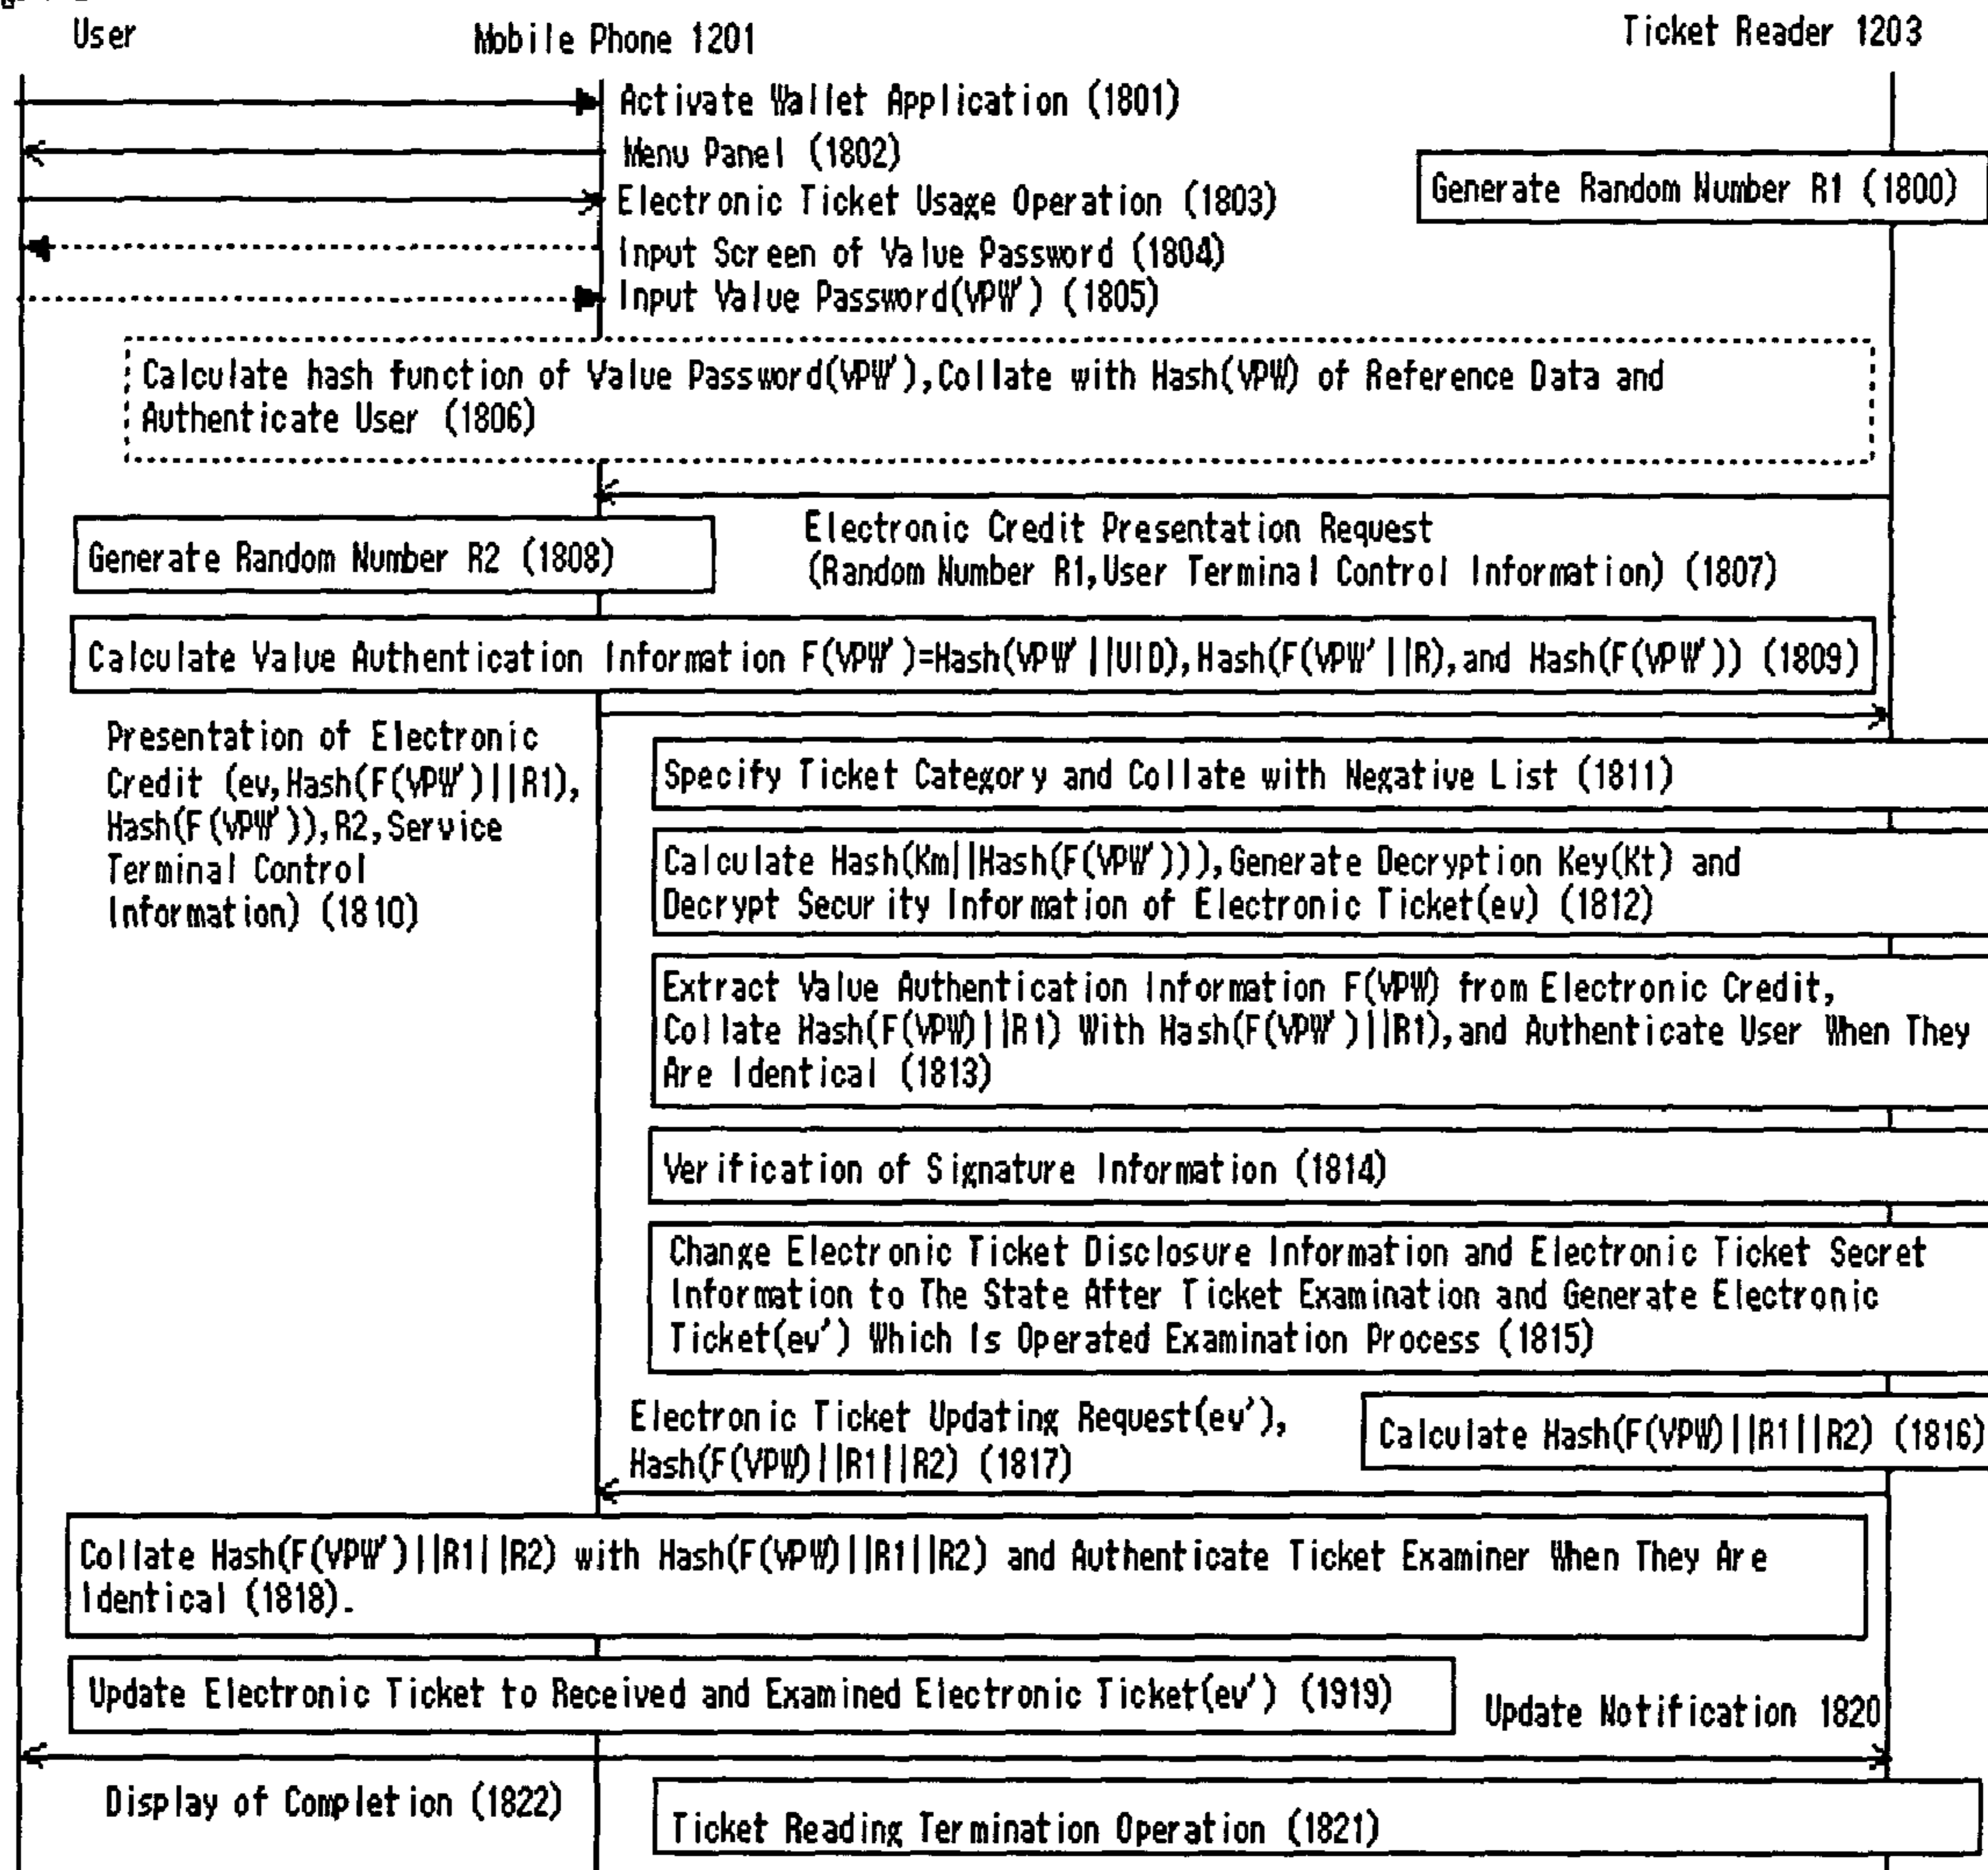 User
Mobile Phone 1201
Ticket Reader 1203
Activate Wallet Application (1801)
Menu Panel (1802)
Generate Random Number R1 (1800)
Electronic Ticket Usage Operation (1803)
Input Screen of Value Password (1804)
Input Value Password(VPW') (1805)
Calculate hash function of Value Password(VPW'),Collate with Hash(VPW) of Reference Data and
Authenticate User (1806)
Electronic Credit Presentation Request
(Random Number R1,User Terminal Control Information) (1807)
Generate Random Number R2 (1808)
Calculate Value Authentication Information F(VPW')=Hash(VPW'||UID),Hash(F(VPW'||R),and Hash(F(VPW')) (1809)
Presentation of Electronic
Credit (ev,Hash(F(VPW')||R1),
Hash(F(VPW')),R2,Service
Terminal Control
Information) (1810)
Specify Ticket Category and Collate with Negative List (1811)
Calculate Hash(Km||Hash(F(VPW'))),Generate Decryption Key(Kt) and
Decrypt Security Information of Electronic Ticket(ev) (1812)
Extract Value Authentication Information F(VPW) from Electronic Credit,
Collate Hash(F(VPW)||R1) With Hash(F(VPW')||R1),and Authenticate User When They
Are Identical (1813)
Verification of Signature Information (1814)
Change Electronic Ticket Disclosure Information and Electronic Ticket Secret
Information to The State After Ticket Examination and Generate Electronic
Ticket(ev') Which Is Operated Examination Process (1815)
Electronic Ticket Updating Request(ev'),
Hash(F(VPW)||R1||R2) (1817)
Calculate Hash(F(VPW)||R1||R2) (1816)
Collate Hash(F(VPW')||R1||R2) with Hash(F(VPW)||R1||R2) and Authenticate Ticket Examiner When They Are
Identical (1818).
Update Electronic Ticket to Received and Examined Electronic Ticket(ev') (1919)
Update Notification 1820
Display of Completion (1822)
Ticket Reading Termination Operation (1821)